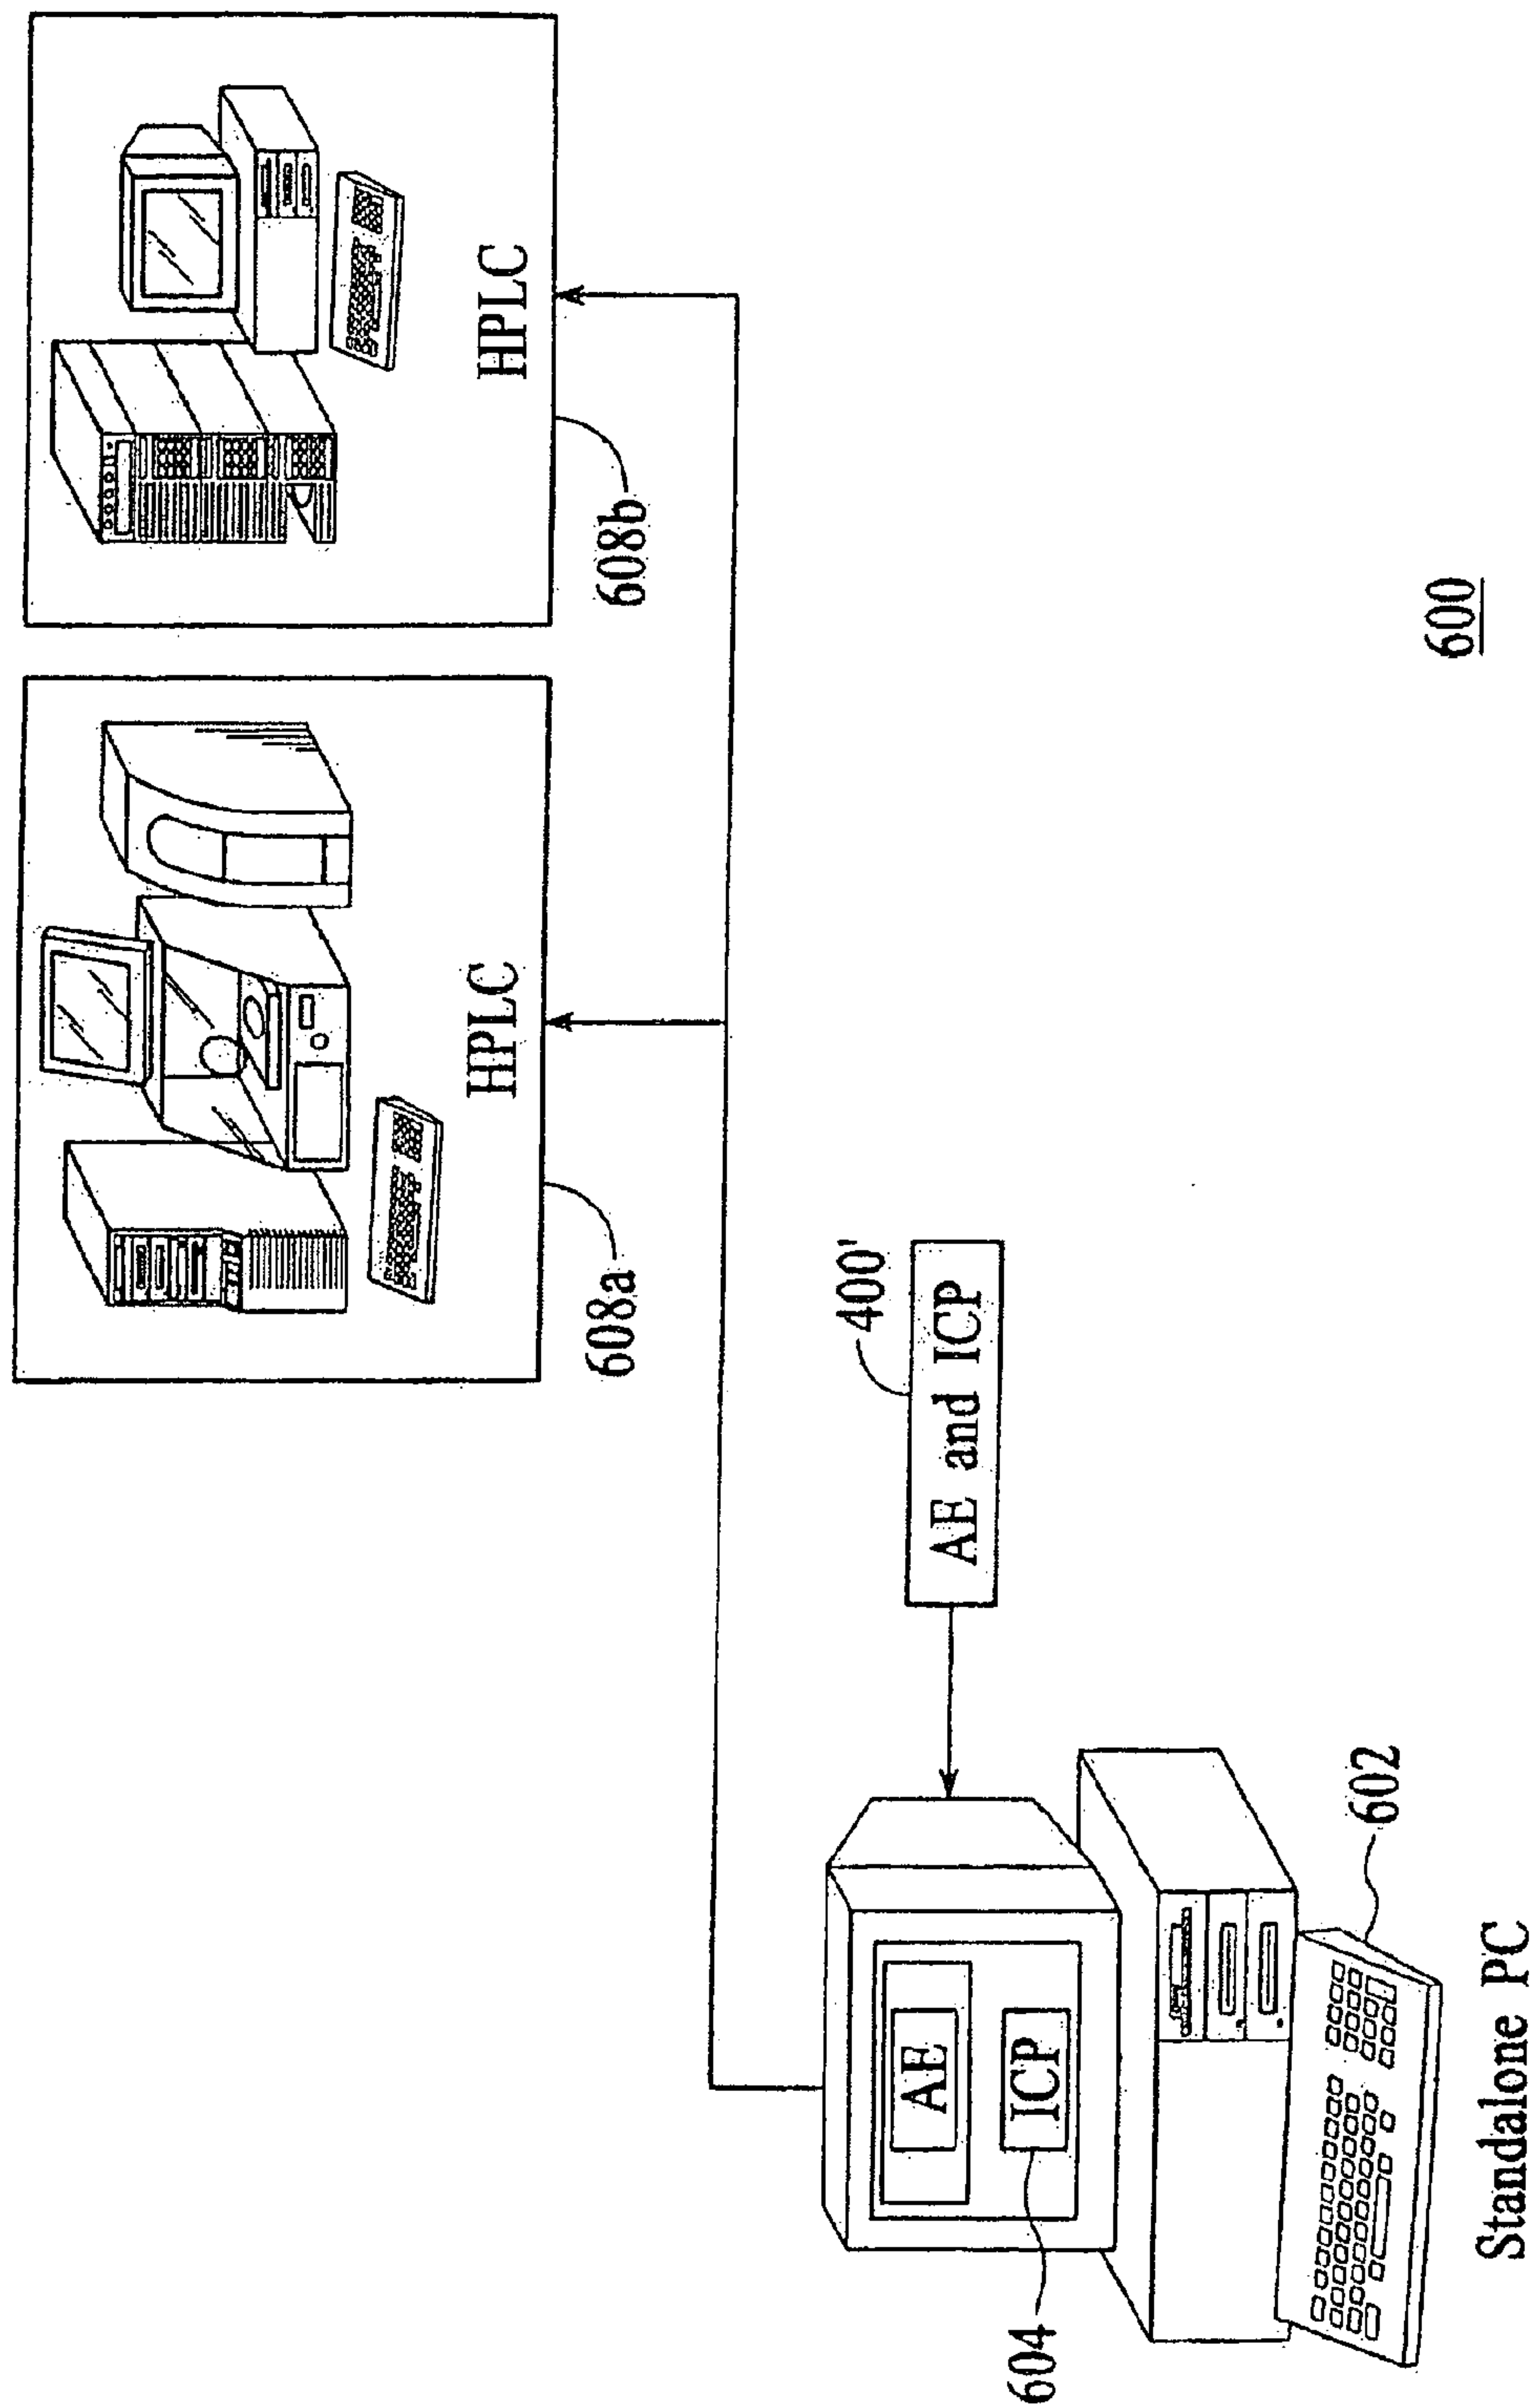 HPLC
608a
HPLC
608b
400'
AE and ICP
AE
ICP
604
602
Standalone PC
600